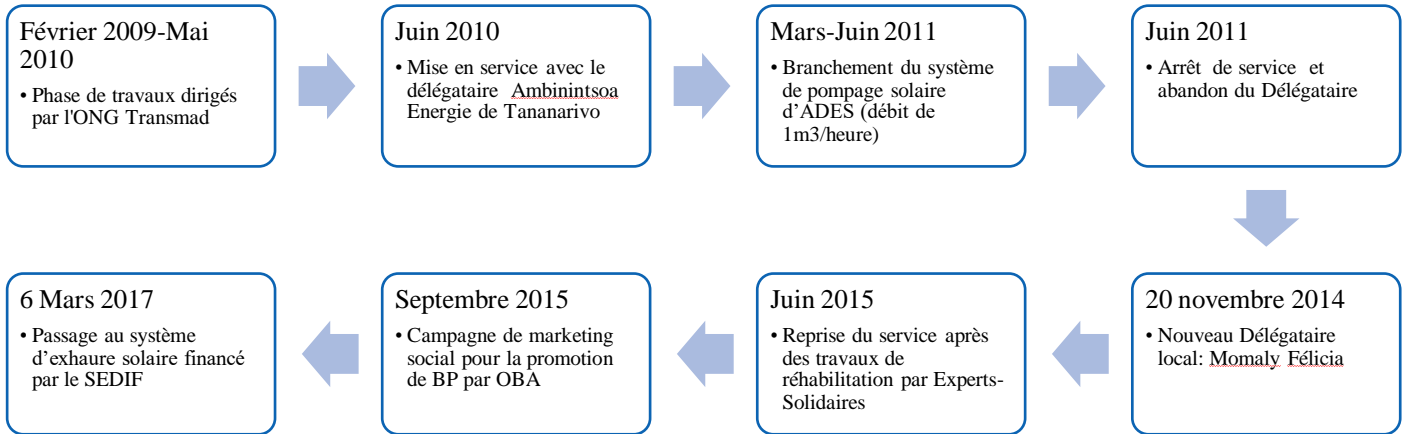 Février 2009-Mai
2010
• Phase de travaux dirigés
par l'ONG Transmad
Juin 2010
• Mise en service avec le
délégataire Ambinintsoa
Energie de Tananarivo
Mars-Juin 2011
• Branchement du système
de pompage solaire
d’ADES (débit de
1m3/heure)
Juin 2011
• Arrêt de service et
abandon du Délégataire
20 novembre 2014
• Nouveau Délégataire
local: Momaly Félicia
Juin 2015
• Reprise du service après
des travaux de
réhabilitation par Experts-
Solidaires
Septembre 2015
• Campagne de marketing
social pour la promotion
de BP par OBA
6 Mars 2017
• Passage au système
d’exhaure solaire financé
par le SEDIF